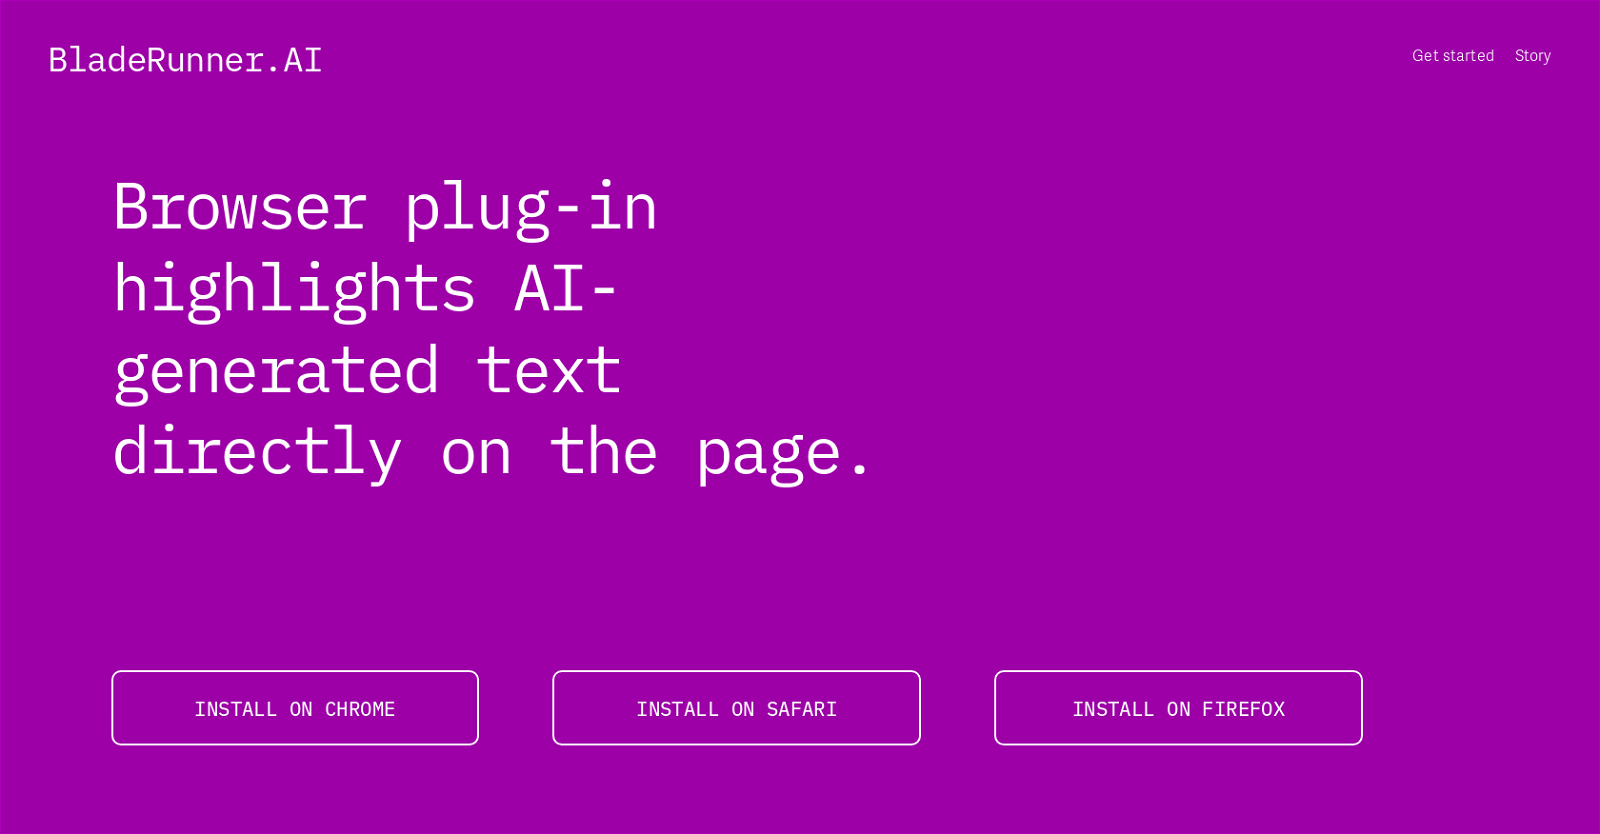 BladeRunner.AI
Get started
Story
Browser plug-in
highlights AI-
generated text
directly on the page.
INSTALL ON CHROME
INSTALL ON SAFARI
INSTALL ON FIREFOX